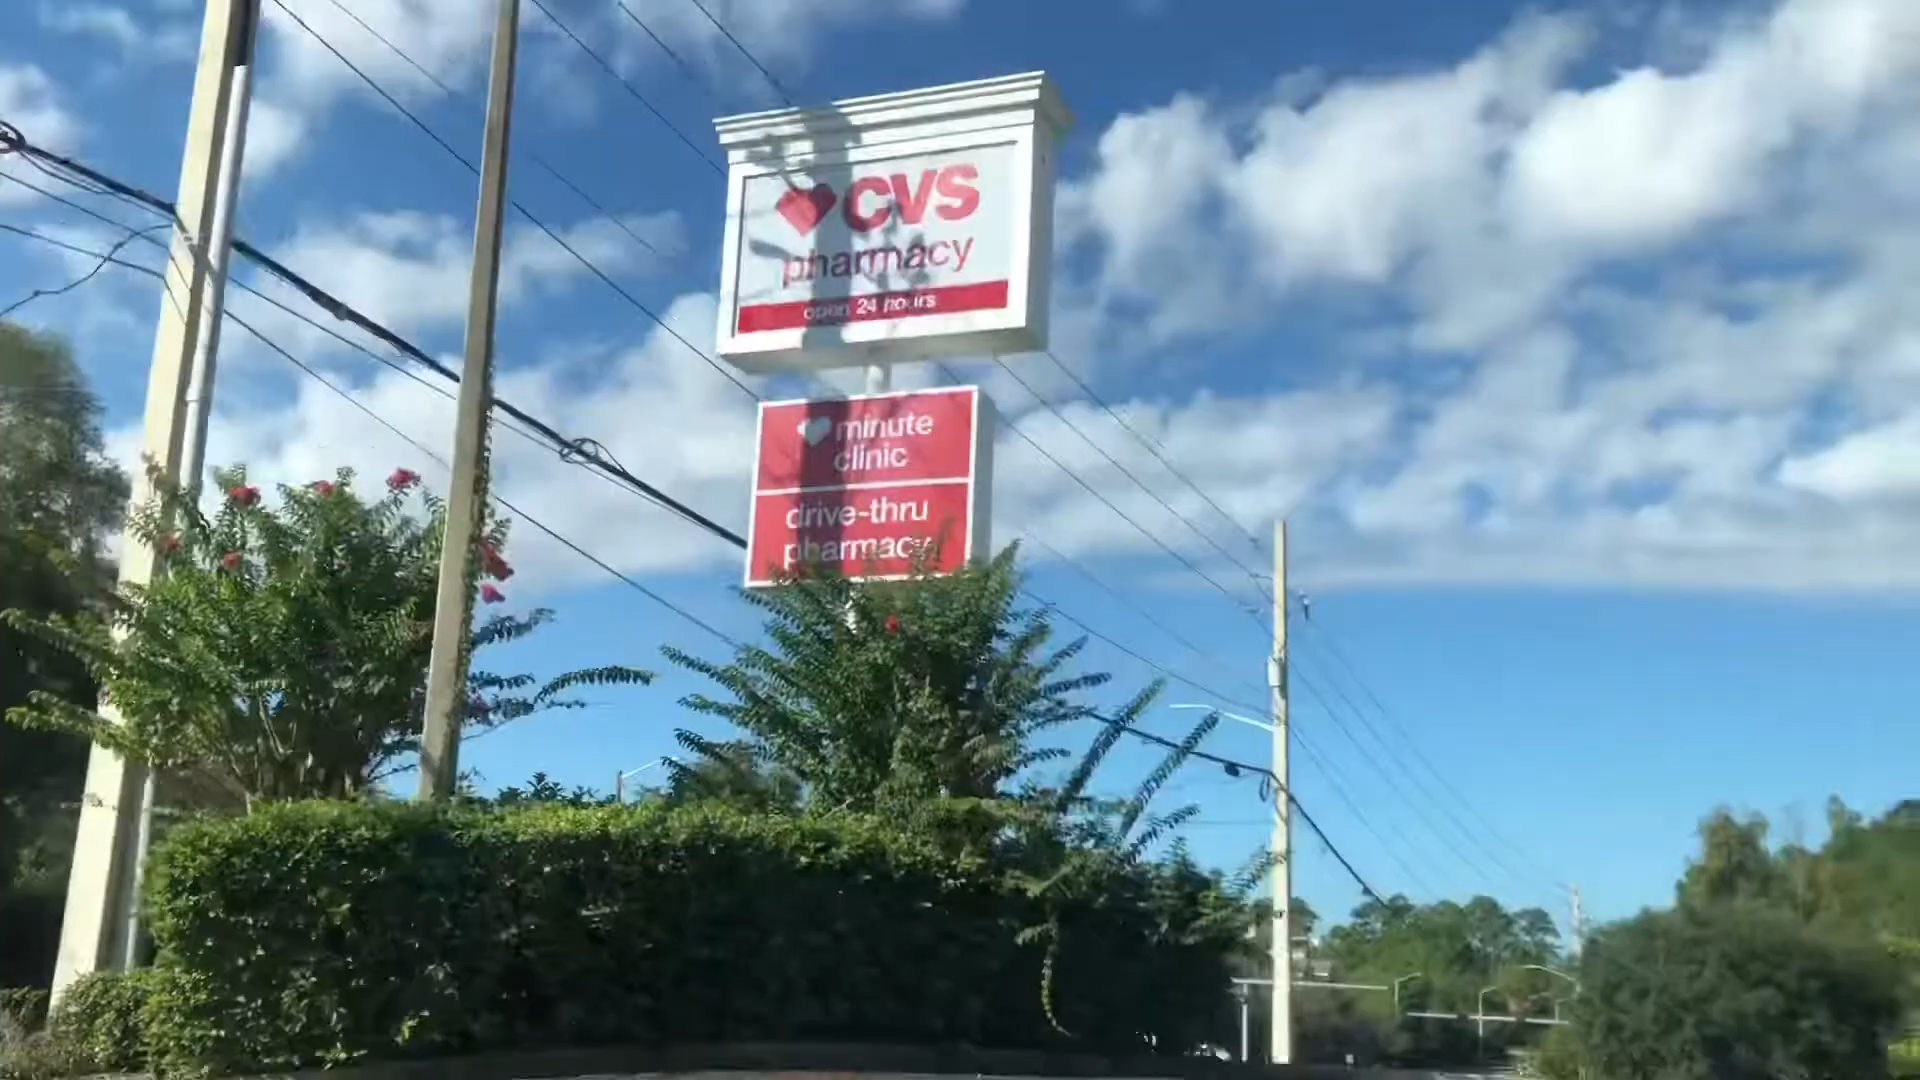 CVS
pharmacy
open 24 hours
minute
clinic
drive-thru
pharmacy